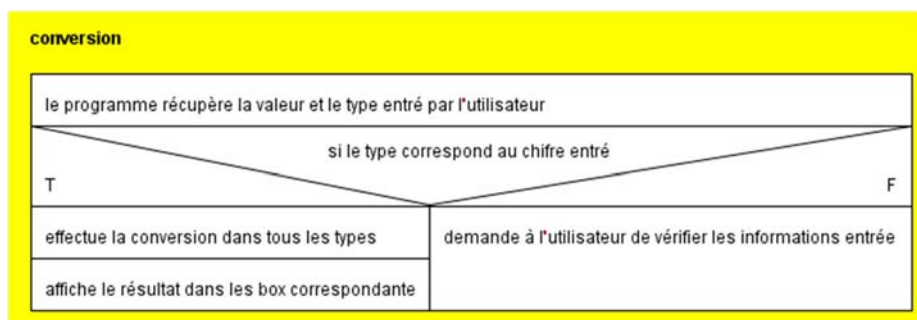 conversion
le programme récupère la valeur et le type entré par l'utilisateur
si le type correspond au chifre entré
T
F
effectue la conversion dans tous les types
demande à l'utilisateur de vérifier les informations entrée
affiche le résultat dans les box correspondante